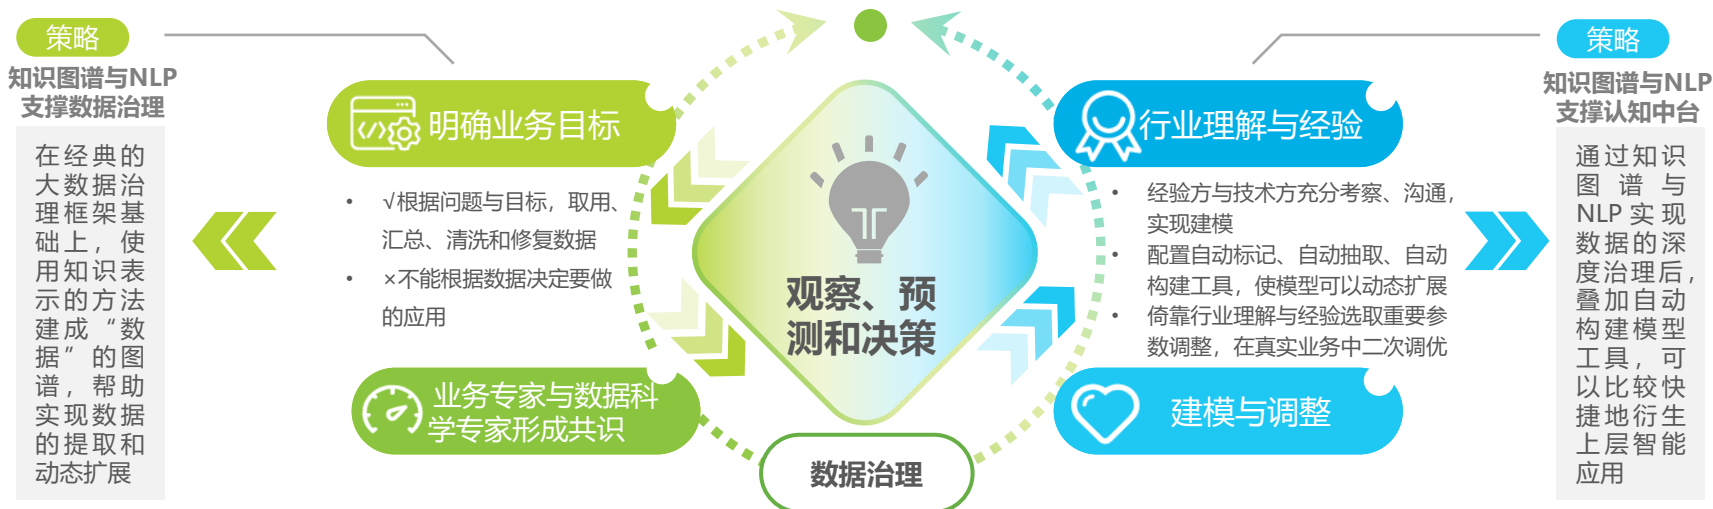 策略
知识图谱与NLP
支撑数据治理
在经典的
大数据治
理框架基
础上，使
用知识表
示的方法
建成“数
据”的图
谱，帮助
实现数据
的提取和
动态扩展
明确业务目标
• √根据问题与目标，取用、
汇总、清洗和修复数据
• ×不能根据数据决定要做
的应用
业务专家与数据科
学专家形成共识
观察、预
测和决策
数据治理
行业理解与经验
• 经验方与技术方充分考察、沟通，
实现建模
• 配置自动标记、自动抽取、自动
构建工具，使模型可以动态扩展
• 倚靠行业理解与经验选取重要参
数调整，在真实业务中二次调优
建模与调整
策略
知识图谱与NLP
支撑认知中台
通过知识
图谱与
NLP实现
数据的深
度治理后，
叠加自动
构建模型
工具，可
以比较快
捷地衍生
上层智能
应用